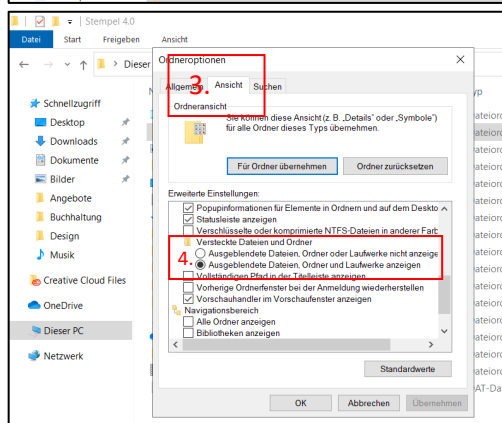 Stempel 4.0
Datei Start Freigeben Ansicht
Dieser
Ordneroptionen
3.
Allgemein Ansicht Suchen
Ordneransicht
Sie können diese Ansicht (z. B. „Details“ oder „Symbole“)
für alle Ordner dieses Typs übernehmen.
Für Ordner übernehmen Ordner zurücksetzen
Erweiterte Einstellungen:
Popupinformationen für Elemente in Ordnern und auf dem Deskto
Statusleiste anzeigen
Verschlüsselte oder komprimierte NTFS-Dateien in anderer Farb
Versteckte Dateien und Ordner
4.
Ausgeblendete Dateien, Ordner oder Laufwerke nicht anzeige
Ausgeblendete Dateien, Ordner und Laufwerke anzeigen
Vollständigen Pfad in der Titelleiste anzeigen
Vorherige Ordnerfenster bei der Anmeldung wiederherstellen
Vorschauhandler im Vorschaufenster anzeigen
Navigationsbereich
Alle Ordner anzeigen
Bibliotheken anzeigen
Standardwerte
OK Abbrechen Übernehmen
Schnellzugriff
Desktop
Downloads
Dokumente
Bilder
Angebote
Buchhaltung
Design
Musik
Creative Cloud Files
OneDrive
Dieser PC
Netzwerk